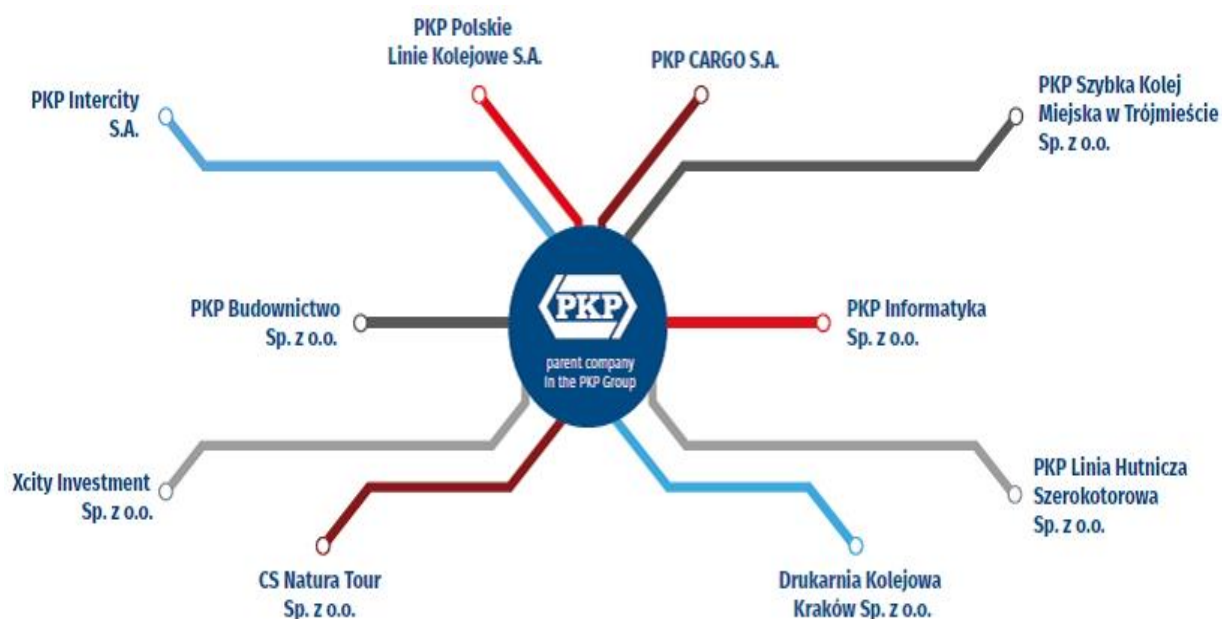 PKP Polskie
Linie Kolejowe S.A.
PKP CARGO S.A.
PKP Intercity
S.A.
PKP Szybka Kolej
Miejska w Trójmieście
Sp. z o.o.
PKP Budownictwo
Sp. z o.o.
PKP
parent company
in the PKP Group
PKP Informatyka
Sp. z o.o.
Xcity Investment
Sp. z o.o.
PKP Linia Hutnicza
Szerokotorowa
Sp. z o.o.
CS Natura Tour
Sp. z o.o.
Drukarnia Kolejowa
Kraków Sp. z o.o.